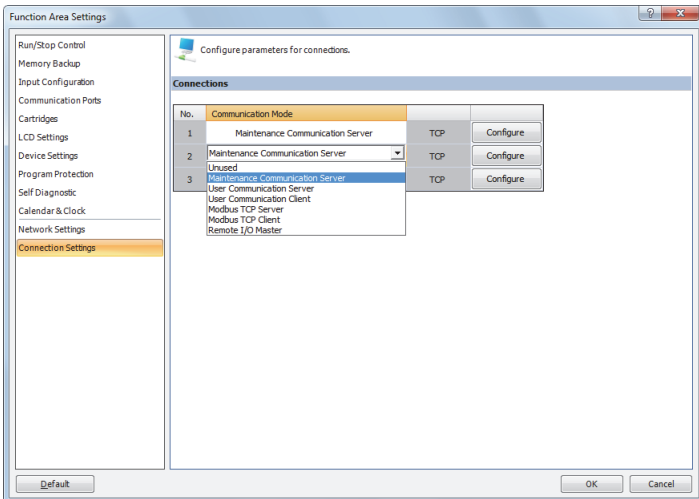 Function Area Settings
?
Run/Stop Control
Memory Backup
Input Configuration
Communication Ports
Cartridges
LCD Settings
Device Settings
Program Protection
Self Diagnostic
Calendar & Clock
Network Settings
Connection Settings
Configure parameters for connections.
Connections
No. Communication Mode
1 Maintenance Communication Server TCP Configure
2 Maintenance Communication Server TCP Configure
Unused
3 Maintenance Communication Server TCP Configure
User Communication Server
User Communication Client
Modbus TCP Server
Modbus TCP Client
Remote I/O Master
Default OK Cancel